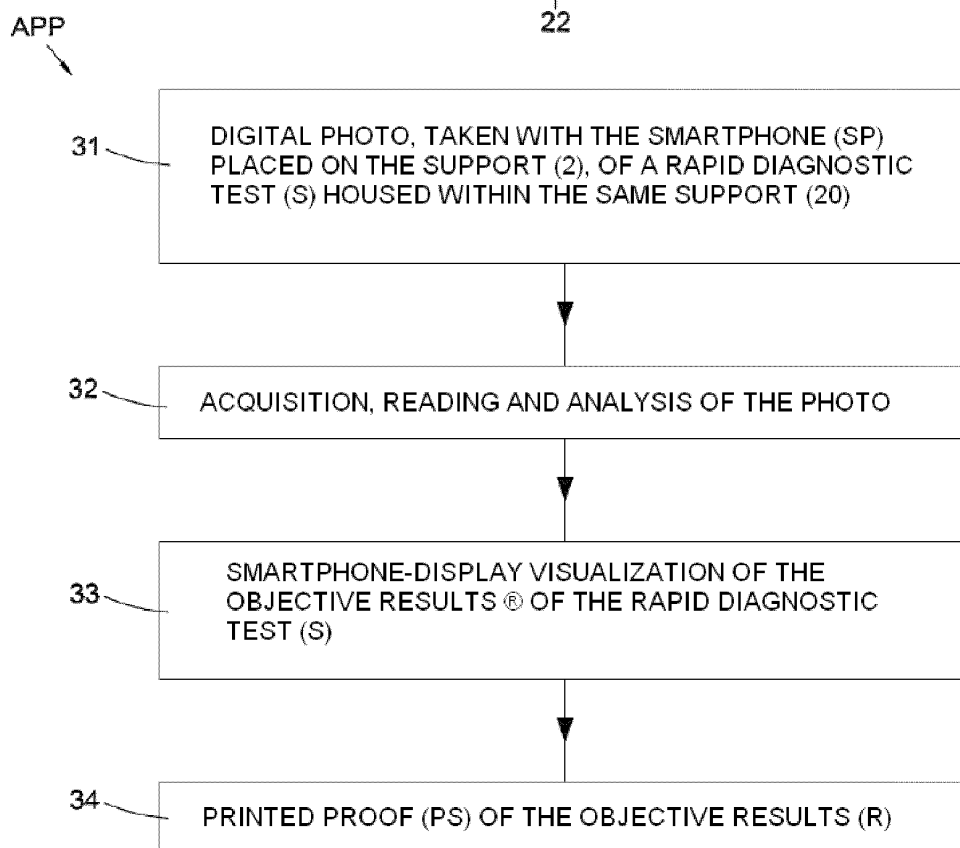 22
APP
31
DIGITAL PHOTO, TAKEN WITH THE SMARTPHONE (SP)
PLACED ON THE SUPPORT (2), OF A RAPID DIAGNOSTIC
TEST (S) HOUSED WITHIN THE SAME SUPPORT (20)
32
ACQUISITION, READING AND ANALYSIS OF THE PHOTO
33
SMARTPHONE-DISPLAY VISUALIZATION OF THE
OBJECTIVE RESULTS ® OF THE RAPID DIAGNOSTIC
TEST (S)
34
PRINTED PROOF (PS) OF THE OBJECTIVE RESULTS (R)